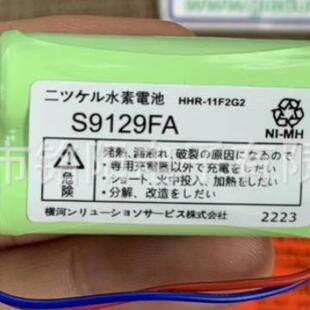 ニッケル水素電池 HHR-11F2G2
S9129FA
NI-MH
危険
発熱、漏液れ、破裂の原因になるので
・専用充電器以外で充電をしない
・ショート、火中投入、加熱をしない
・分解、改造をしない
横河ソリューションサービス株式会社 2223